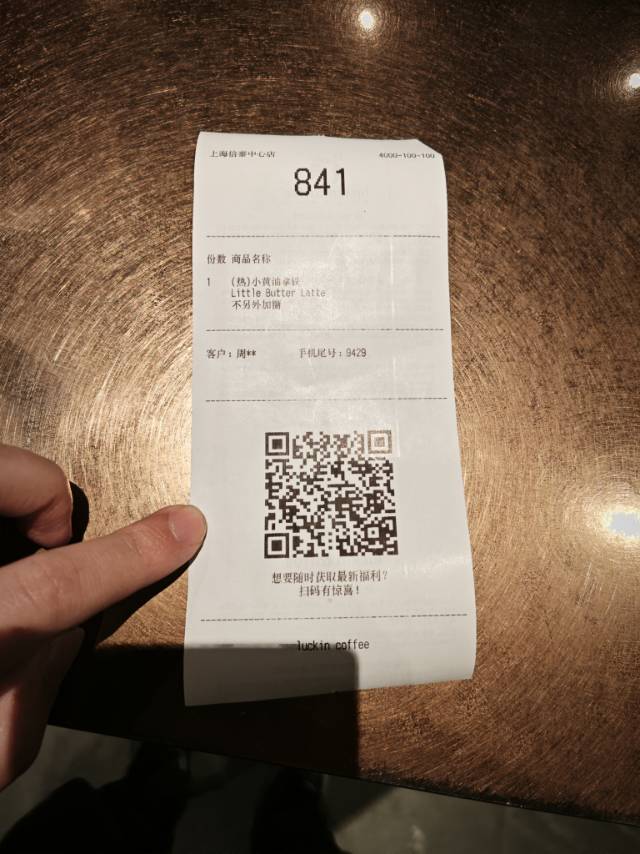 上海信泰中心店 4000-100-100
841
份数 商品名称
1 (热)小黄油拿铁
Little Butter Latte
不另外加糖
客户：周** 手机尾号：9429
想要随时获取最新福利？
扫码有惊喜！
luckin coffee